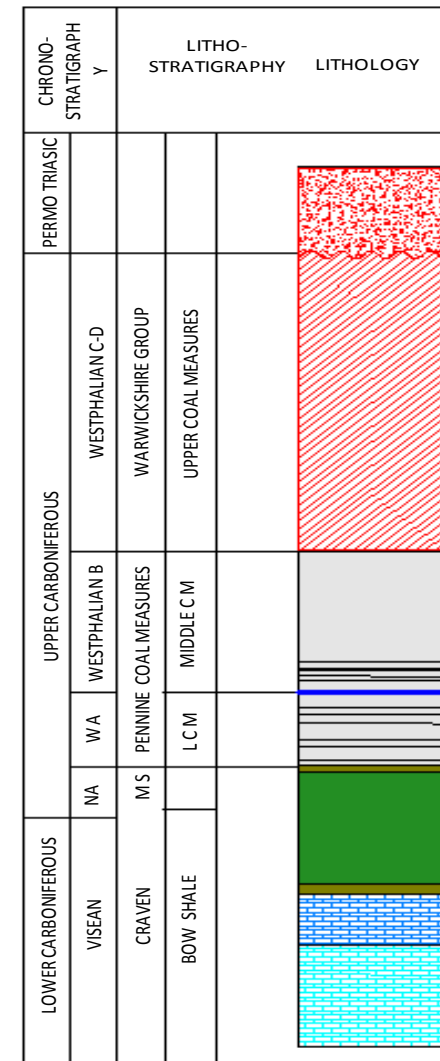 CHRONO-
STRATIGRAPH
Y
LITHO-
STRATIGRAPHY
LITHOLOGY
PERMO TRIASIC
UPPER CARBONIFEROUS
LOWER CARBONIFEROUS
WESTPHALIAN C-D
WESTPHALIAN B
W A
NA
VISEAN
WARWICKSHIRE GROUP
PENNINE COAL MEASURES
M S
CRAVEN
UPPER COAL MEASURES
MIDDLE C M
L C M
BOW SHALE